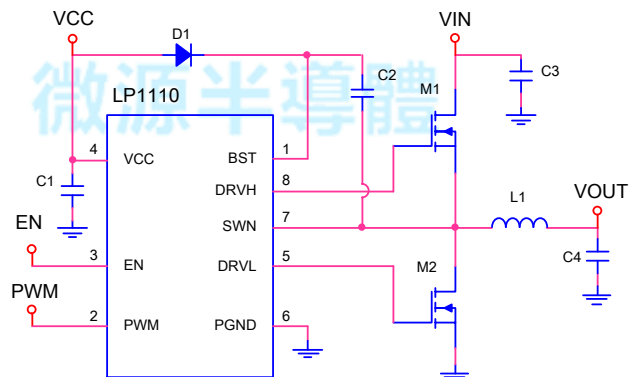 VCC
D1
VIN
C2
C3
微源半導體
LP1110
M1
4
VCC
BST
1
C1
DRVH
8
EN
SWN
7
L1
VOUT
3
EN
DRVL
5
M2
C4
PWM
2
PWM
PGND
6